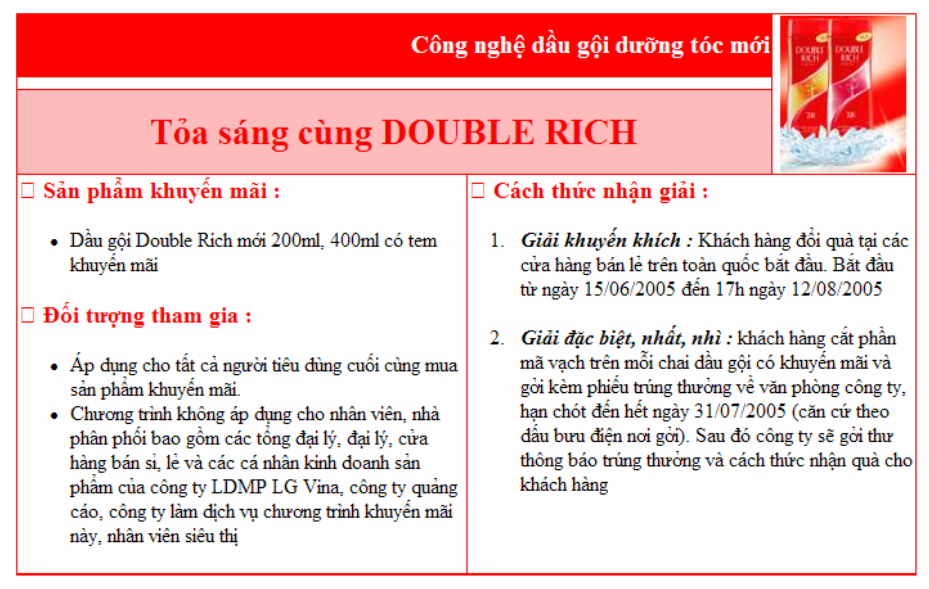 Công nghệ dầu gội dưỡng tóc mới
DOUBLE RICH
DOUBLE RICH
Tỏa sáng cùng DOUBLE RICH
□ Sản phẩm khuyến mãi :
• Dầu gội Double Rich mới 200ml, 400ml có tem
khuyến mãi
□ Đối tượng tham gia :
• Áp dụng cho tất cả người tiêu dùng cuối cùng mua
sản phẩm khuyến mãi.
• Chương trình không áp dụng cho nhân viên, nhà
phân phối bao gồm các tổng đại lý, đại lý, cửa
hàng bán sỉ, lẻ và các cá nhân kinh doanh sản
phẩm của công ty LDMP LG Vina, công ty quảng
cáo, công ty làm dịch vụ chương trình khuyến mãi
này, nhân viên siêu thị
□ Cách thức nhận giải :
1. Giải khuyến khích : Khách hàng đổi quà tại các
cửa hàng bán lẻ trên toàn quốc bắt đầu. Bắt đầu
từ ngày 15/06/2005 đến 17h ngày 12/08/2005
2. Giải đặc biệt, nhất, nhì : khách hàng cắt phần
mã vạch trên mỗi chai dầu gội có khuyến mãi và
gởi kèm phiếu trúng thưởng về văn phòng công ty,
hạn chót đến hết ngày 31/07/2005 (căn cứ theo
dấu bưu điện nơi gởi). Sau đó công ty sẽ gởi thư
thông báo trúng thưởng và cách thức nhận quà cho
khách hàng